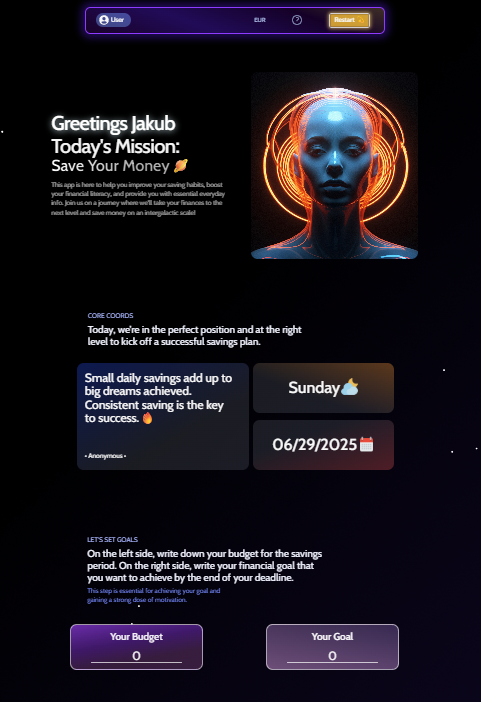 User
EUR
?
Restart
Greetings Jakub
Today's Mission:
Save Your Money 🪐
This app is here to help you improve your saving habits, boost
your financial literacy, and provide you with essential everyday
info. Join us on a journey where we'll take your finances to the
next level and save money on an intergalactic scale!
CORE COORDS
Today, we're in the perfect position and at the right
level to kick off a successful savings plan.
Small daily savings add up to
big dreams achieved.
Consistent saving is the key
to success. 🔥
• Anonymous •
Sunday
06/29/2025
LET'S SET GOALS
On the left side, write down your budget for the savings
period. On the right side, write your financial goal that
you want to achieve by the end of your deadline.
This step is essential for achieving your goal and
gaining a strong dose of motivation.
Your Budget
0
Your Goal
0